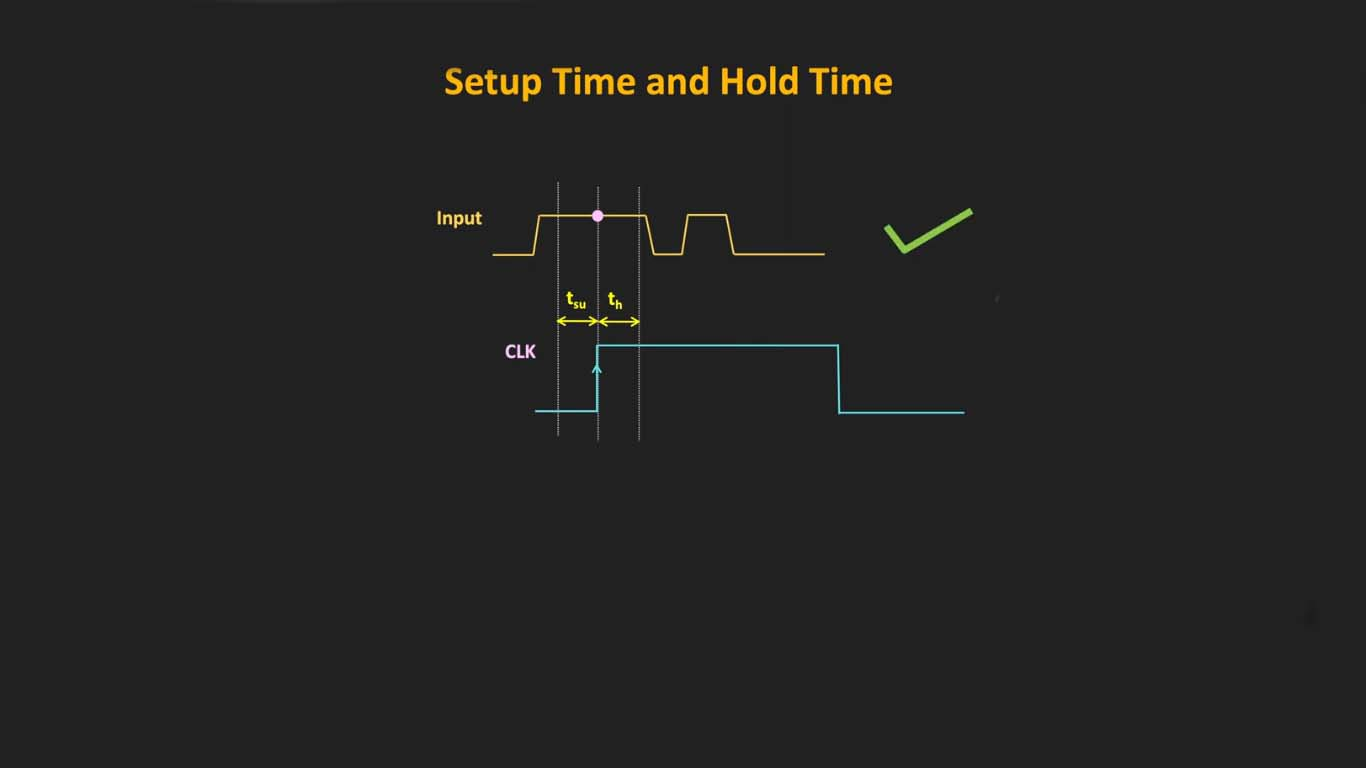 Setup Time and Hold Time
Input
tsu th
CLK